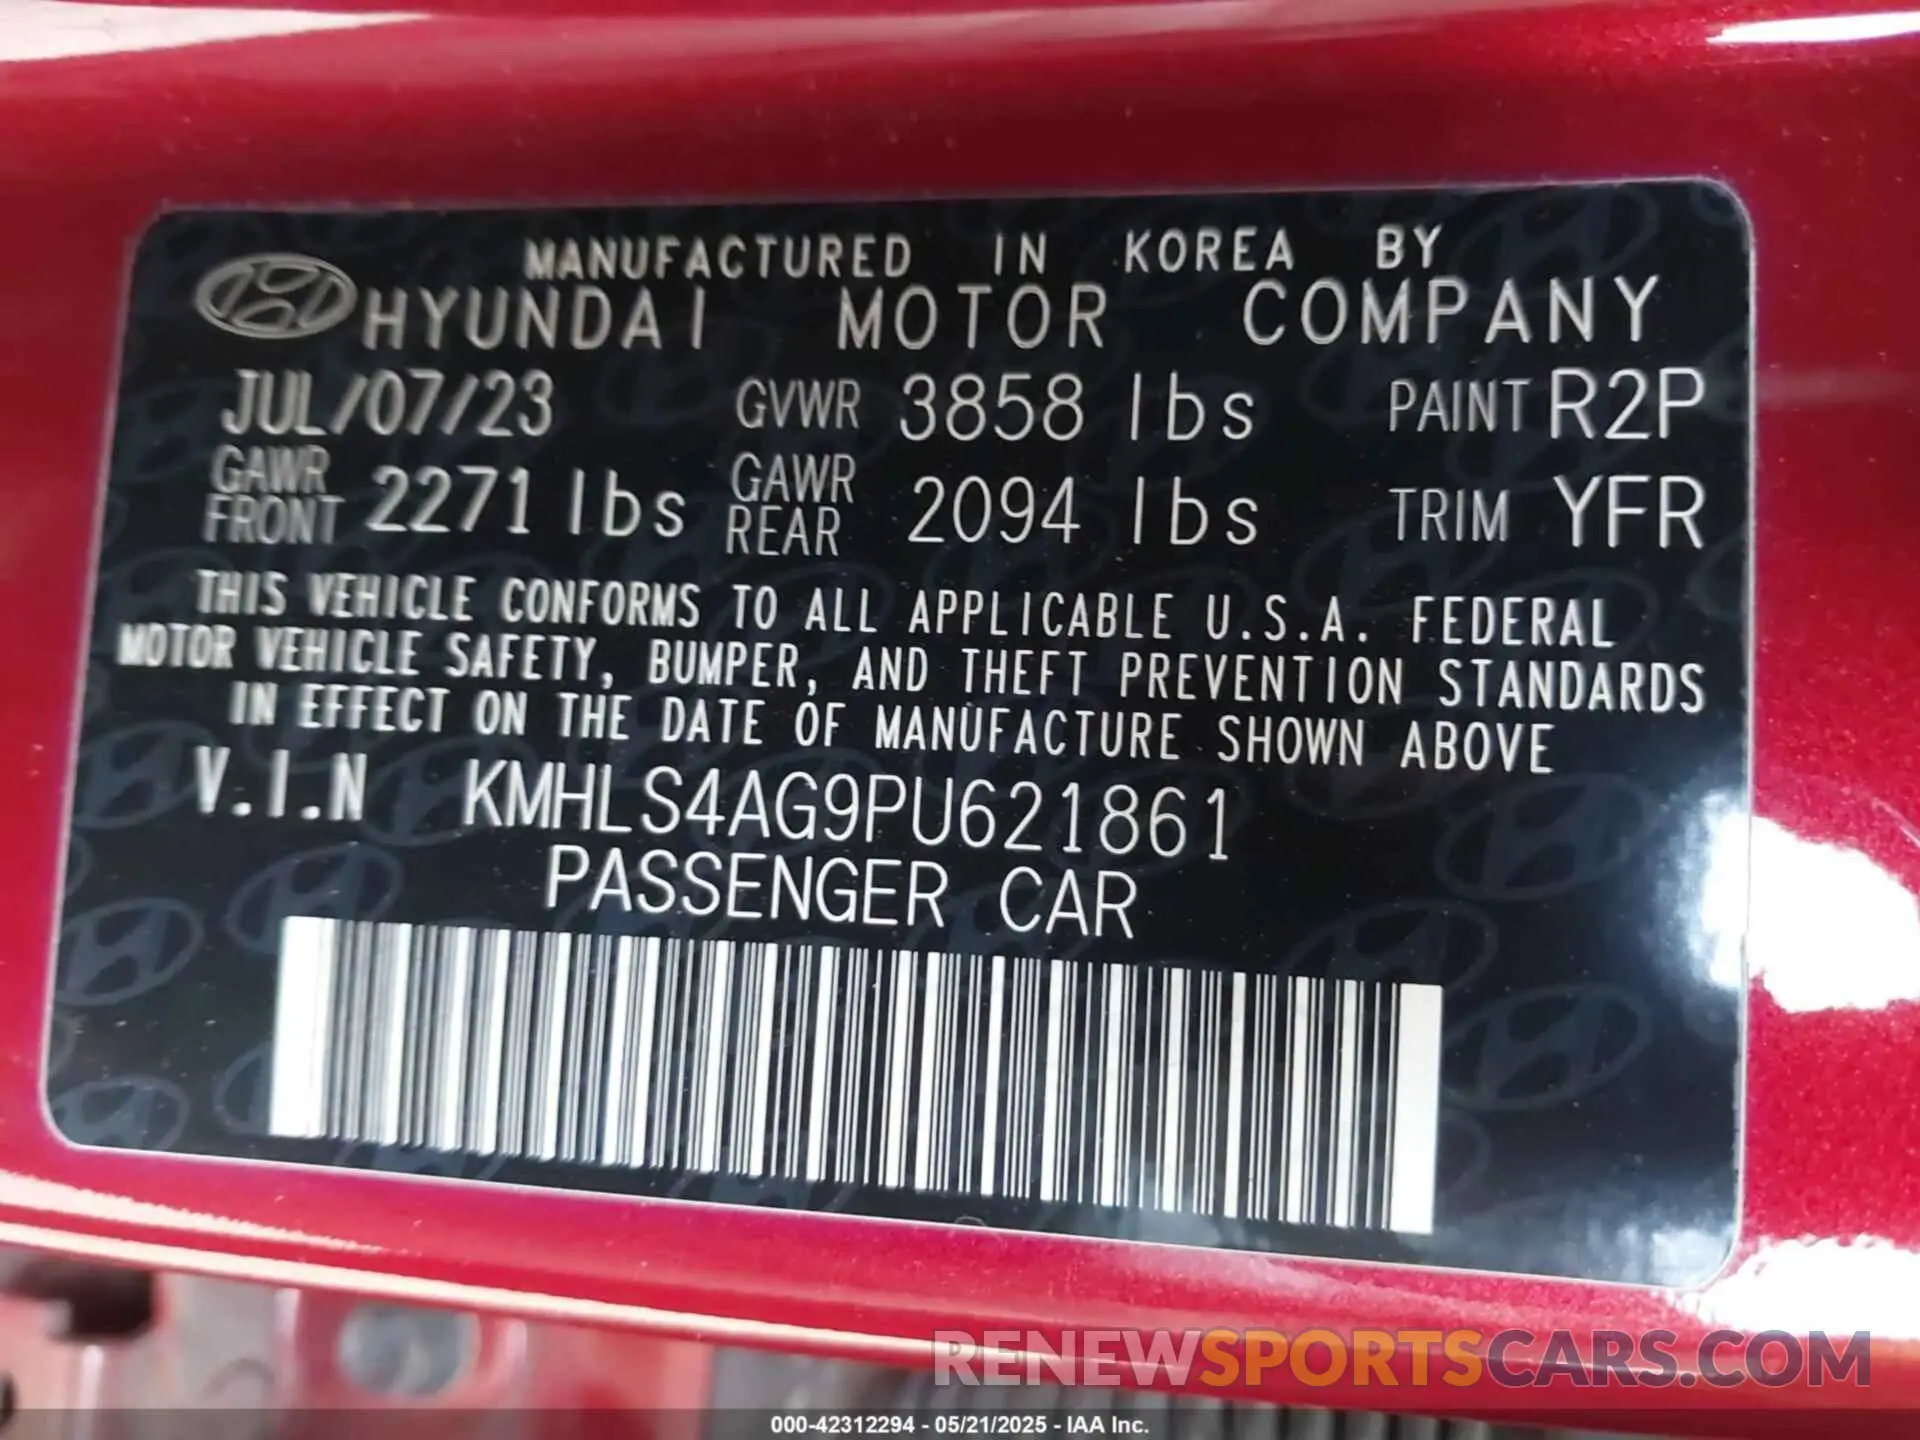 MANUFACTURED IN KOREA BY
HYUNDAI MOTOR COMPANY
JUL/07/23 GVWR 3858 lbs PAINT R2P
GAWR FRONT 2271 lbs GAWR REAR 2094 lbs TRIM YFR
THIS VEHICLE CONFORMS TO ALL APPLICABLE U.S.A. FEDERAL
MOTOR VEHICLE SAFETY, BUMPER, AND THEFT PREVENTION STANDARDS
IN EFFECT ON THE DATE OF MANUFACTURE SHOWN ABOVE
V.I.N KMHLS4AG9PU621861
PASSENGER CAR
RENEWSPORTSCARS.COM
000-42312294 - 05/21/2025 - IAA Inc.